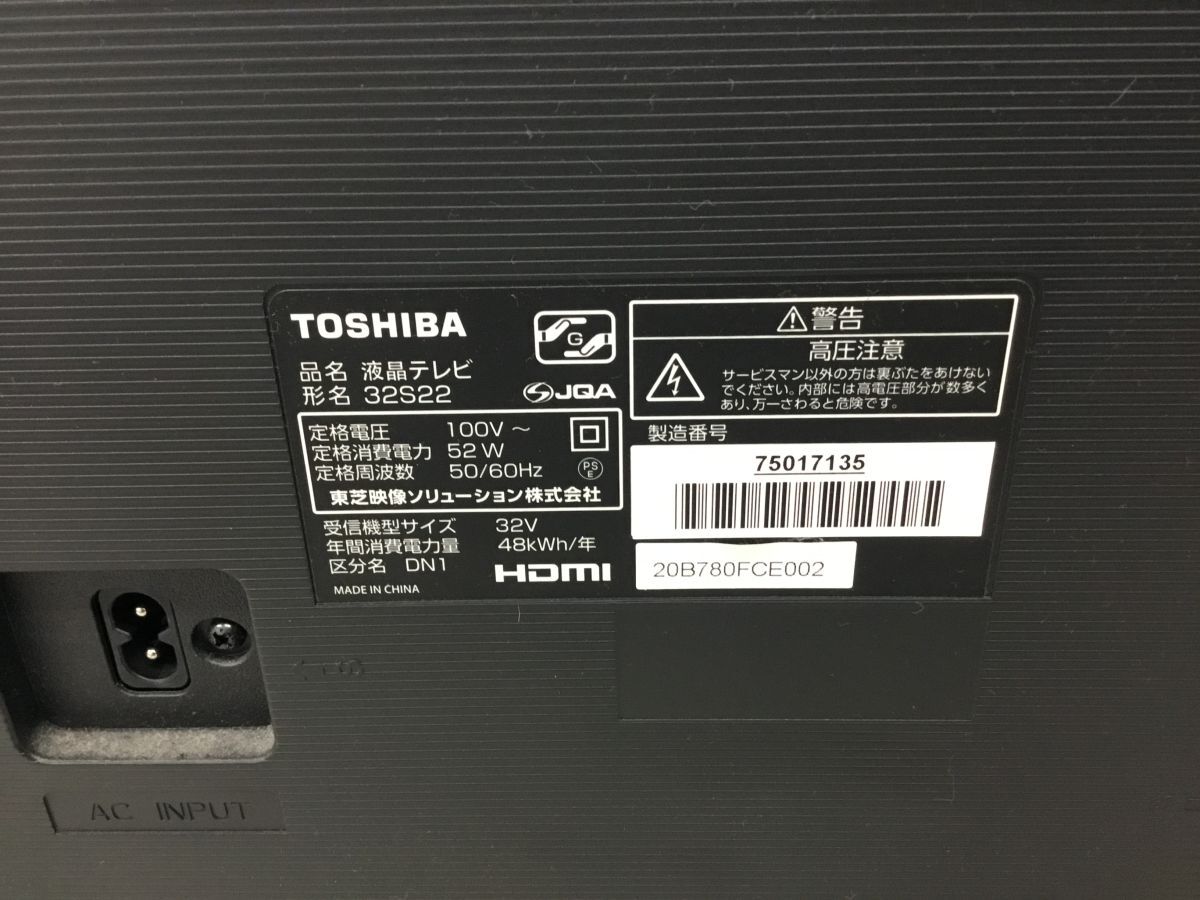 TOSHIBA
品名 液晶テレビ
形名 32S22
G
JQA
定格電圧 100V～
定格消費電力 52W
定格周波数 50/60Hz
PS
E
東芝映像ソリューション株式会社
受信機型サイズ 32V
年間消費電力量 48kWh/年
区分名 DN1
HDMI
MADE IN CHINA
警告
高圧注意
サービスマン以外の方は裏ぶたをあけない
でください。内部には高電圧部分が数多く
あり、万一さわると危険です。
製造番号
75017135
20B780FCE002
AC INPUT